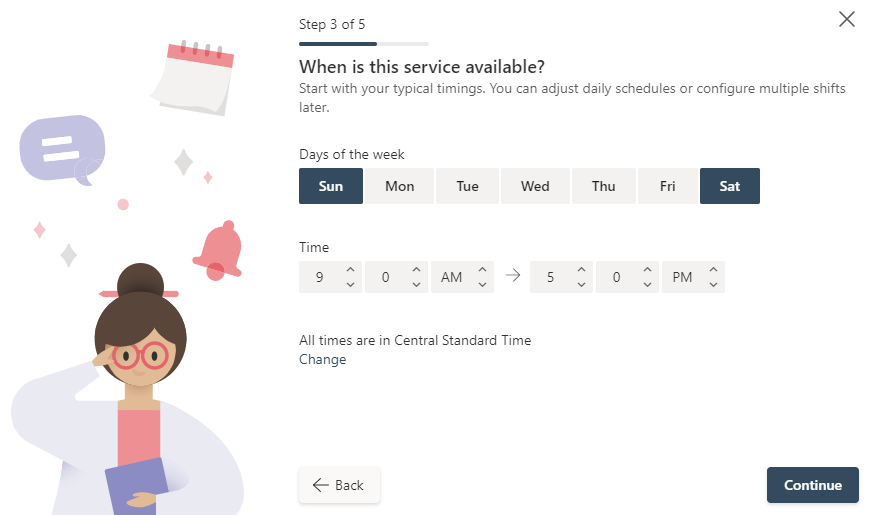 Step 3 of 5
When is this service available?
Start with your typical timings. You can adjust daily schedules or configure multiple shifts
later.
Days of the week
Sun Mon Tue Wed Thu Fri Sat
Time
9 0 AM → 5 0 PM
All times are in Central Standard Time
Change
← Back Continue